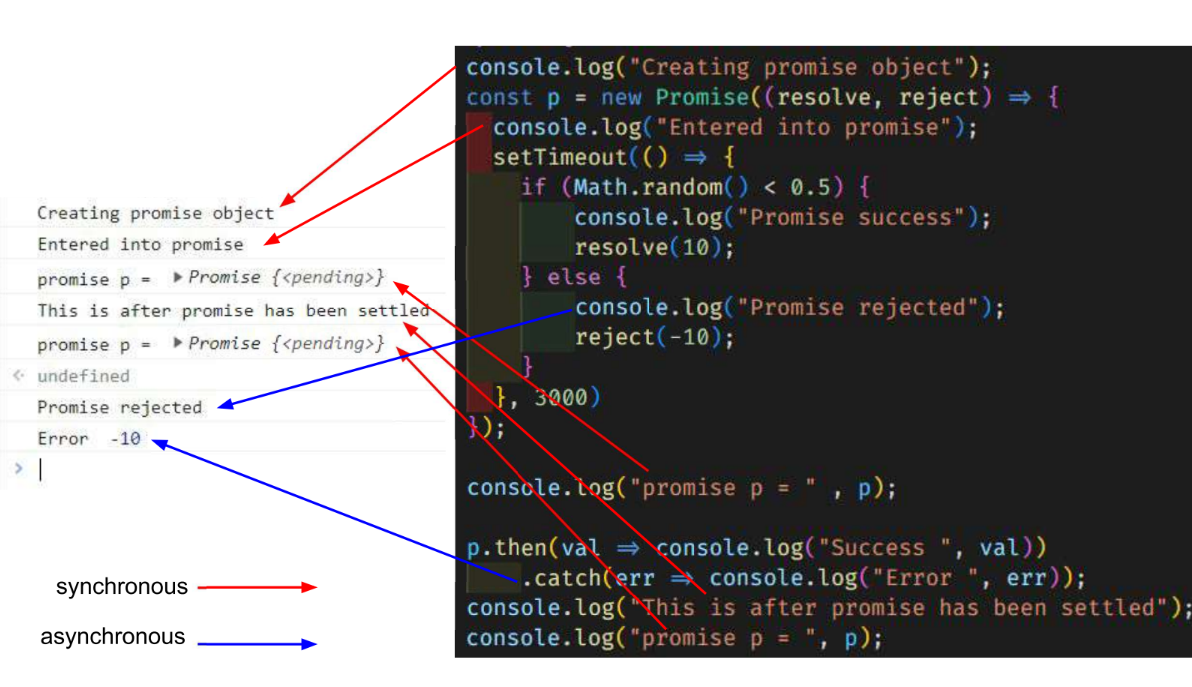 Creating promise object
Entered into promise
promise p = ▶ Promise {<pending>}
This is after promise has been settled
promise p = ▶ Promise {<pending>}
undefined
Promise rejected
Error -10
>
synchronous
asynchronous
console.log("Creating promise object");
const p = new Promise((resolve, reject) ⇒ {
console.log("Entered into promise");
setTimeout(() ⇒ {
if (Math.random() < 0.5) {
console.log("Promise success");
resolve(10);
} else {
console.log("Promise rejected");
reject(-10);
}
}, 3000)
});
console.log("promise p = " , p);
p.then(val ⇒ console.log("Success ", val))
.catch(err ⇒ console.log("Error ", err));
console.log("This is after promise has been settled");
console.log("promise p = ", p);